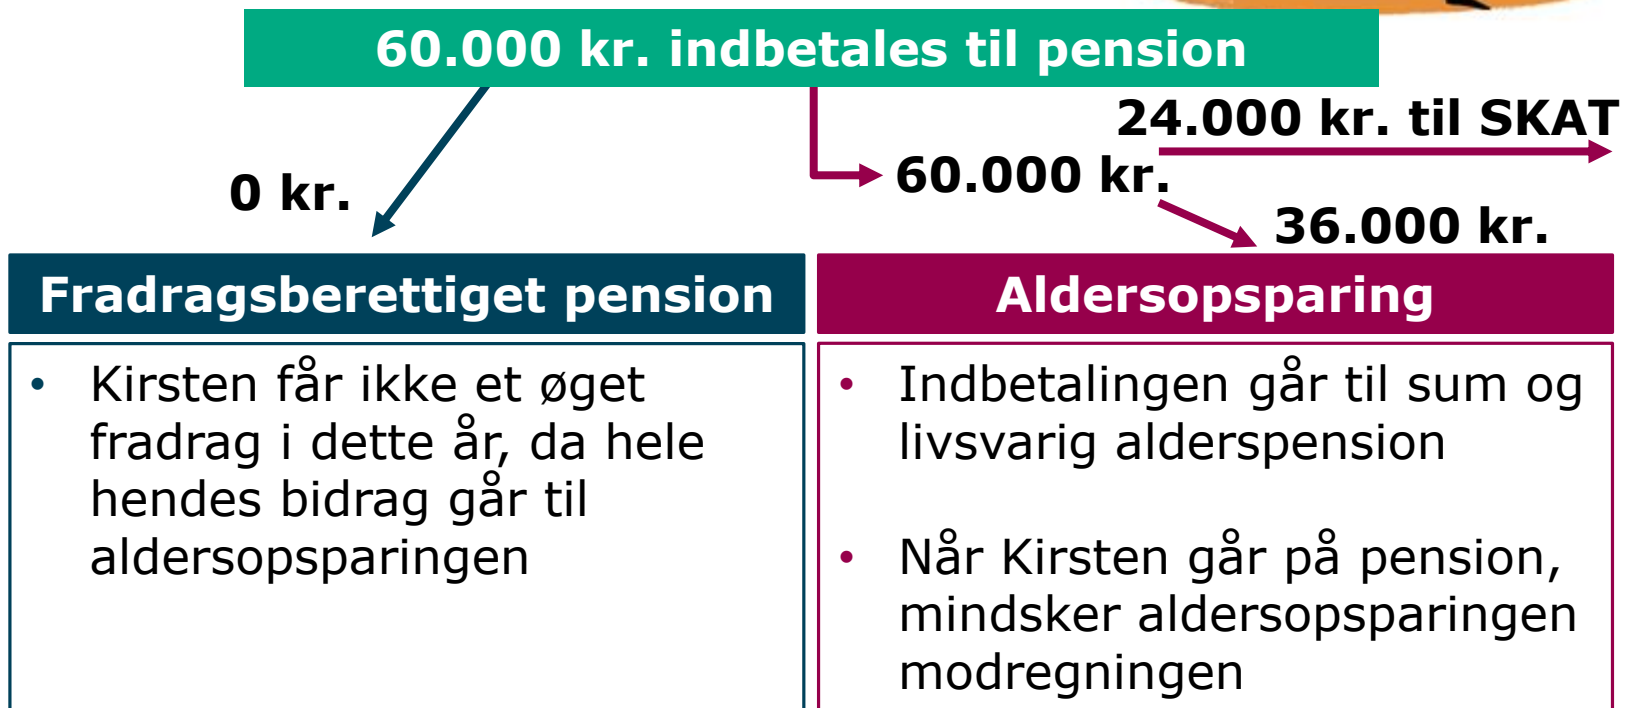 60.000 kr. indbetales til pension
24.000 kr. til SKAT
60.000 kr.
0 kr.
36.000 kr.
Fradragsberettiget pension
• Kirsten får ikke et øget
fradrag i dette år, da hele
hendes bidrag går til
aldersopsparingen
Aldersopsparing
• Indbetalingen går til sum og
livsvarig alderspension
• Når Kirsten går på pension,
mindsker aldersopsparingen
modregningen